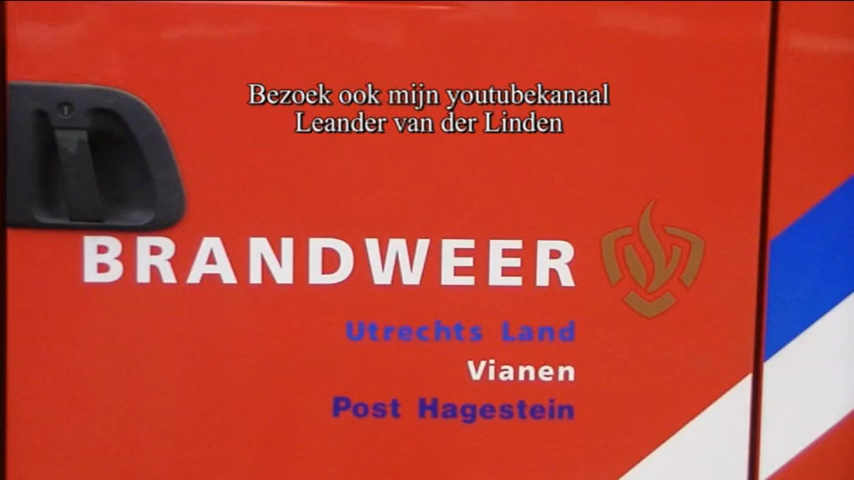 Bezoek ook mijn youtubekanaal
Leander van der Linden
BRANDWEER
Utrechts Land
Vianen
Post Hagestein